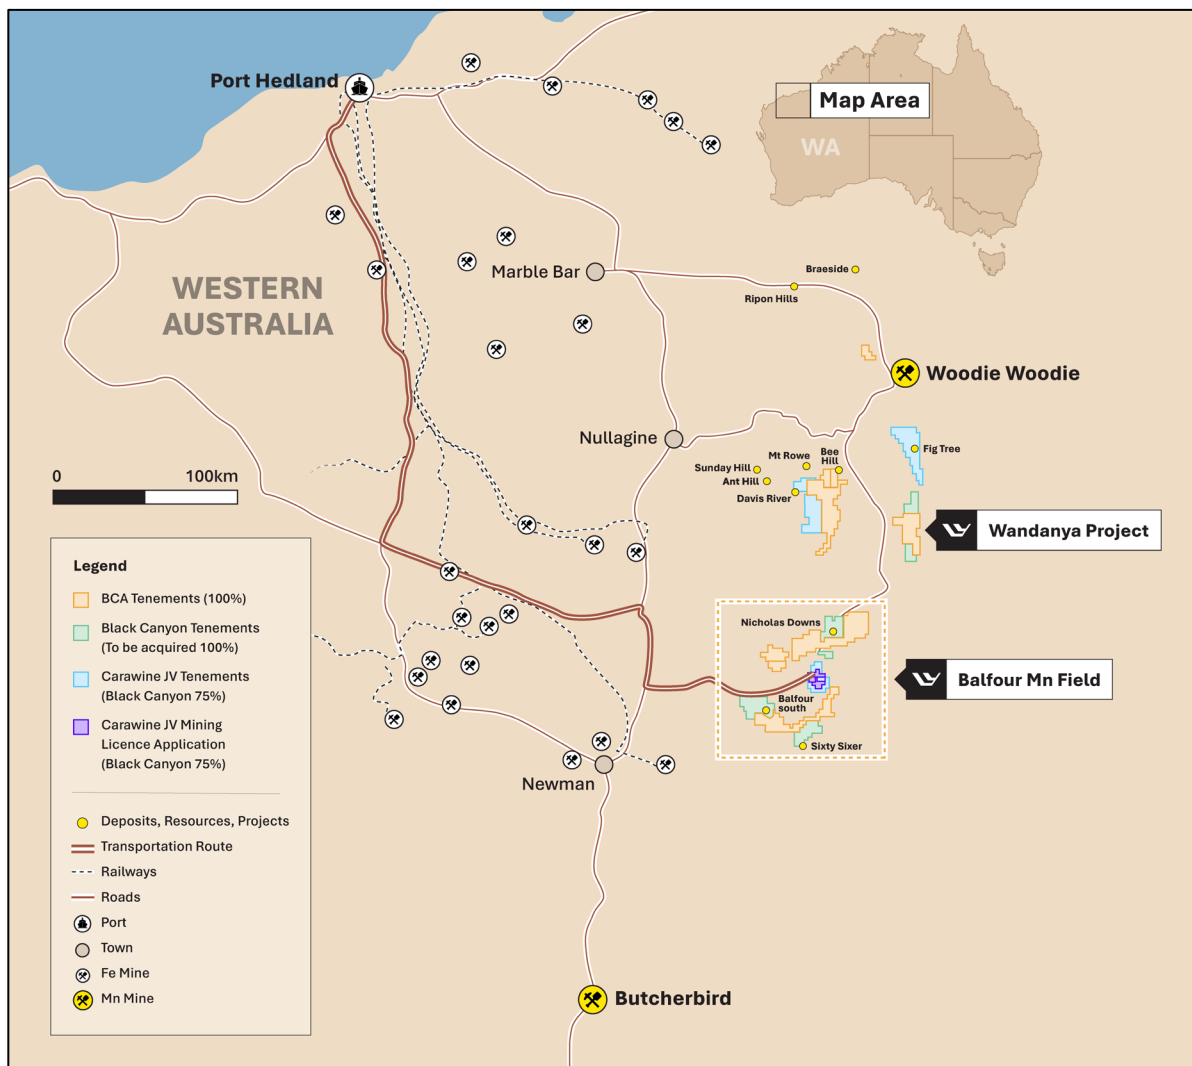 Port Hedland
Map Area
WA
WESTERN
AUSTRALIA
Marble Bar
Braeside
Ripon Hills
Woodie Woodie
Nullagine
Fig Tree
Sunday Hill
Mt Rowe
Bee
Hill
Ant Hill
Davis River
0
100km
Wandanya Project
Nicholas Downs
Balfour Mn Field
Balfour
south
Sixty Sixer
Newman
Butcherbird
Legend
BCA Tenements (100%)
Black Canyon Tenements
(To be acquired 100%)
Carawine JV Tenements
(Black Canyon 75%)
Carawine JV Mining
Licence Application
(Black Canyon 75%)
Deposits, Resources, Projects
Transportation Route
Railways
Roads
Port
Town
Fe Mine
Mn Mine